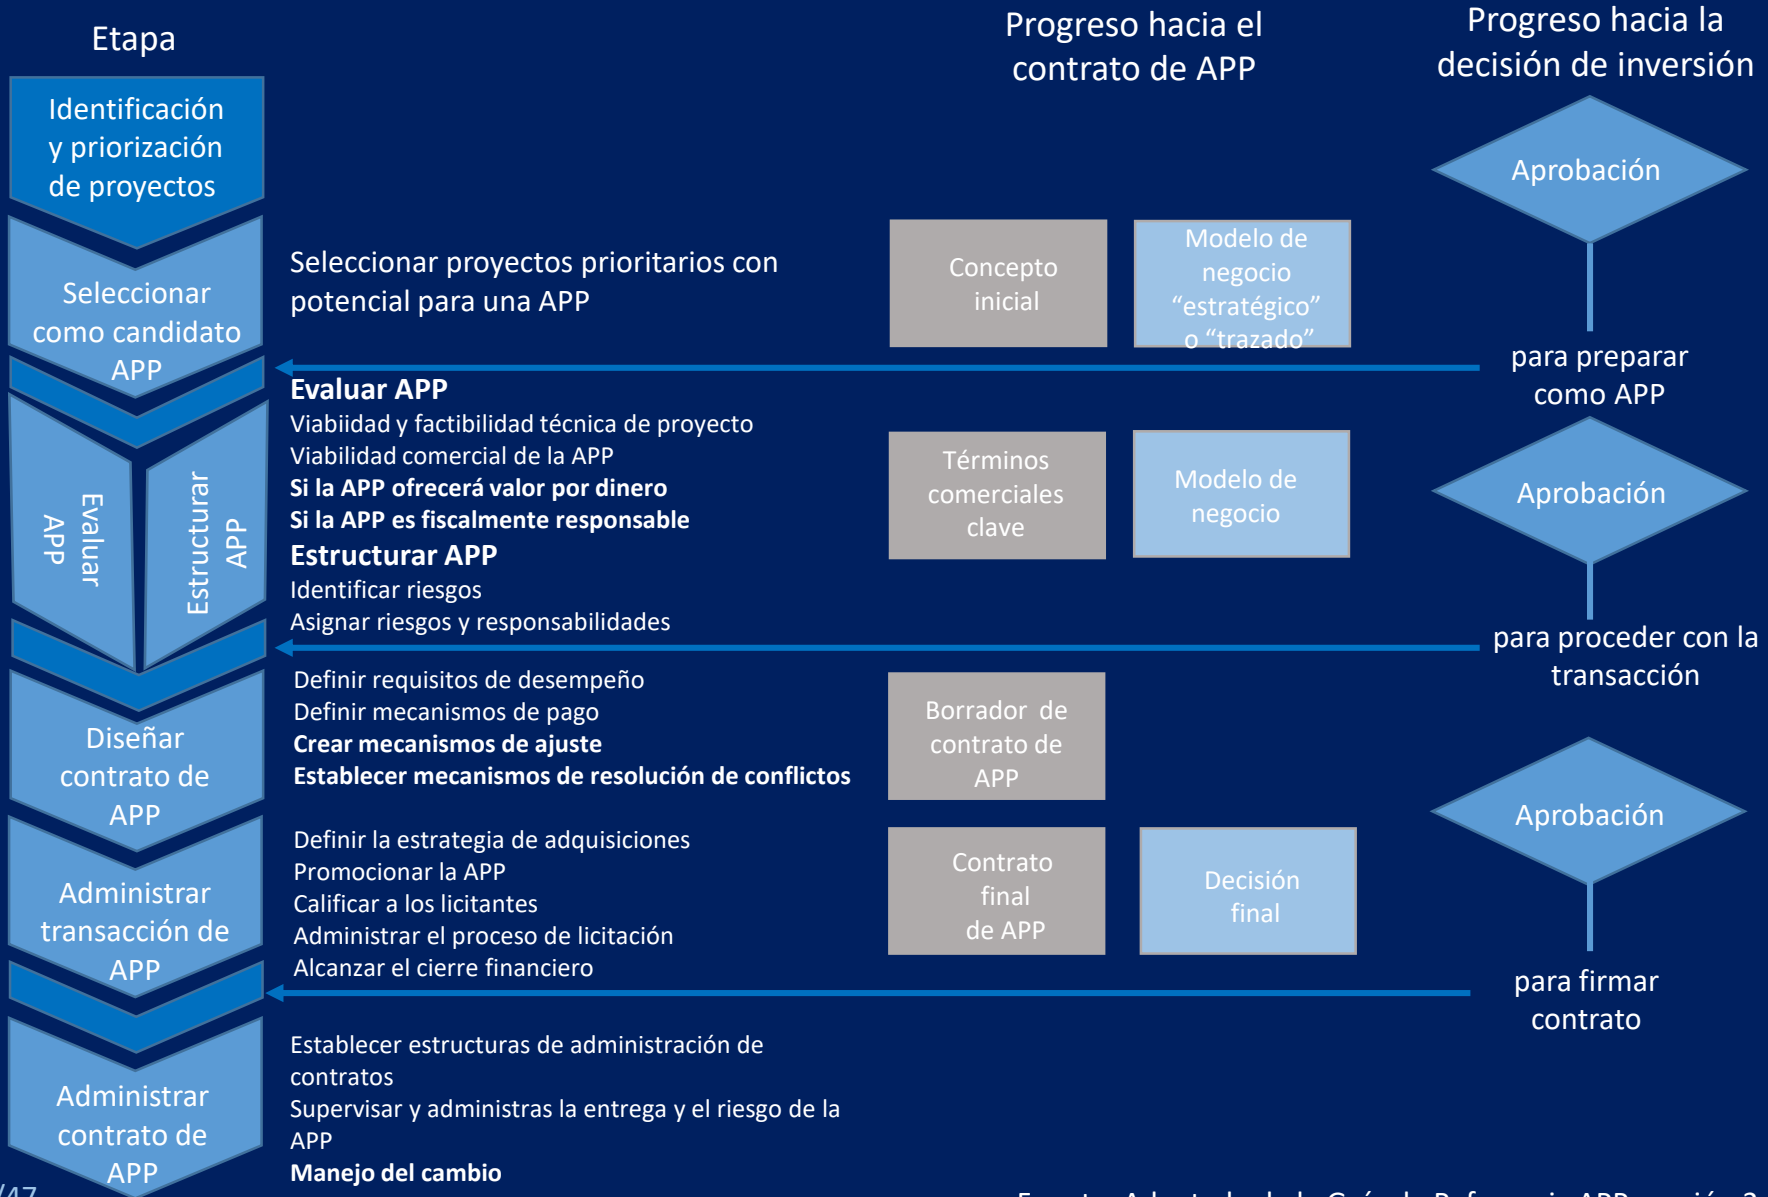 Etapa
Progreso hacia el
contrato de APP
Progreso hacia la
decisión de inversión
Identificación
y priorización
de proyectos
Aprobación
Seleccionar
como candidato
APP
Seleccionar proyectos prioritarios con
potencial para una APP
Concepto
inicial
Modelo de
negocio
“estratégico”
o “trazado”
para preparar
como APP
Evaluar
APP
Estructurar
APP
Evaluar APP
Viabiidad y factibilidad técnica de proyecto
Viabilidad comercial de la APP
Si la APP ofrecerá valor por dinero
Si la APP es fiscalmente responsable
Estructurar APP
Identificar riesgos
Asignar riesgos y responsabilidades
Términos
comerciales
clave
Modelo de
negocio
Aprobación
para proceder con la
transacción
Diseñar
contrato de
APP
Definir requisitos de desempeño
Definir mecanismos de pago
Crear mecanismos de ajuste
Establecer mecanismos de resolución de conflictos
Borrador de
contrato de
APP
Aprobación
Administrar
transacción de
APP
Definir la estrategia de adquisiciones
Promocionar la APP
Calificar a los licitantes
Administrar el proceso de licitación
Alcanzar el cierre financiero
Contrato
final
de APP
Decisión
final
para firmar
contrato
Administrar
contrato de
APP
Establecer estructuras de administración de
contratos
Supervisar y administras la entrega y el riesgo de la
APP
Manejo del cambio
/47